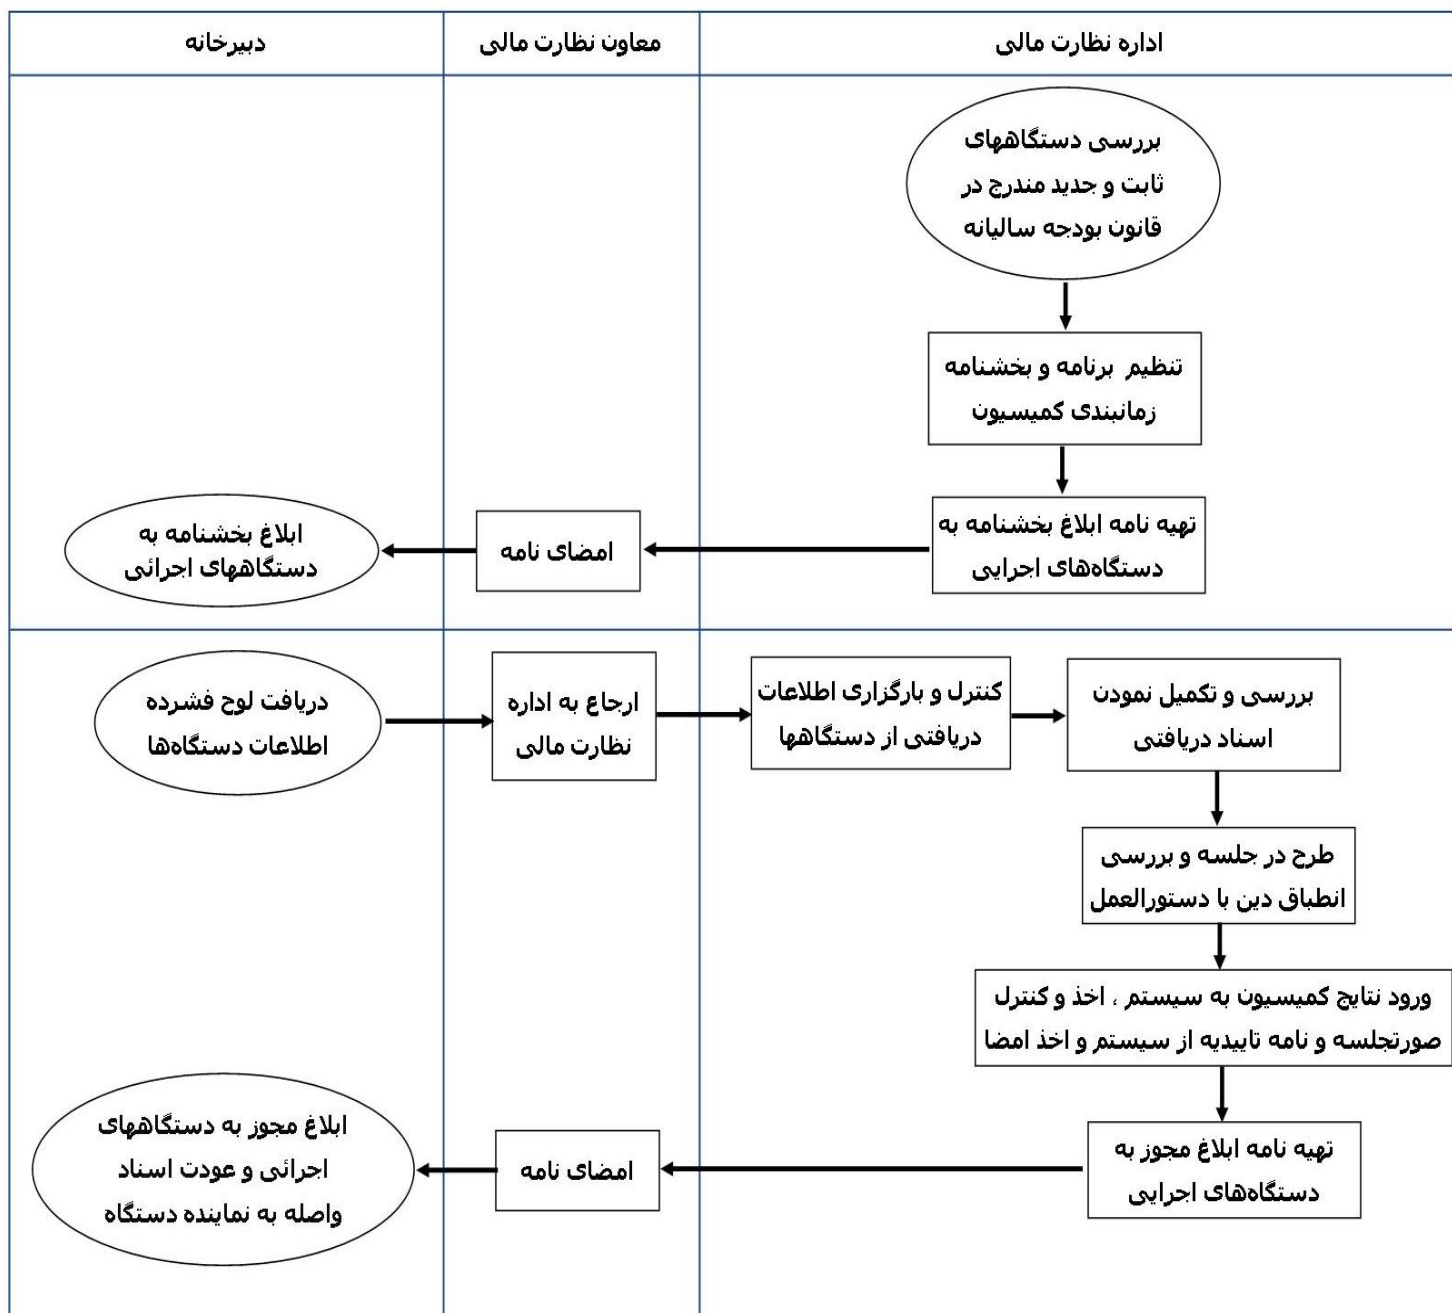 اداره نظارت مالی
معاون نظارت مالی
دبیرخانه
بررسی دستگاههای
ثابت و جدید مندرج در
قانون بودجه سالیانه
تنظیم برنامه و بخشنامه
زمانبندی کمیسیون
تهیه نامه ابلاغ بخشنامه به
دستگاه‌های اجرایی
امضای نامه
ابلاغ بخشنامه به
دستگاههای اجرائی
دریافت لوح فشرده
اطلاعات دستگاه‌ها
ارجاع به اداره
نظارت مالی
کنترل و بارگزاری اطلاعات
دریافتی از دستگاهها
بررسی و تکمیل نمودن
اسناد دریافتی
طرح در جلسه و بررسی
انطباق دین با دستورالعمل
ورود نتایج کمیسیون به سیستم ، اخذ و کنترل
صورتجلسه و نامه تاییدیه از سیستم و اخذ امضا
تهیه نامه ابلاغ مجوز به
دستگاه‌های اجرایی
امضای نامه
ابلاغ مجوز به دستگاههای
اجرائی و عودت اسناد
واصله به نماینده دستگاه